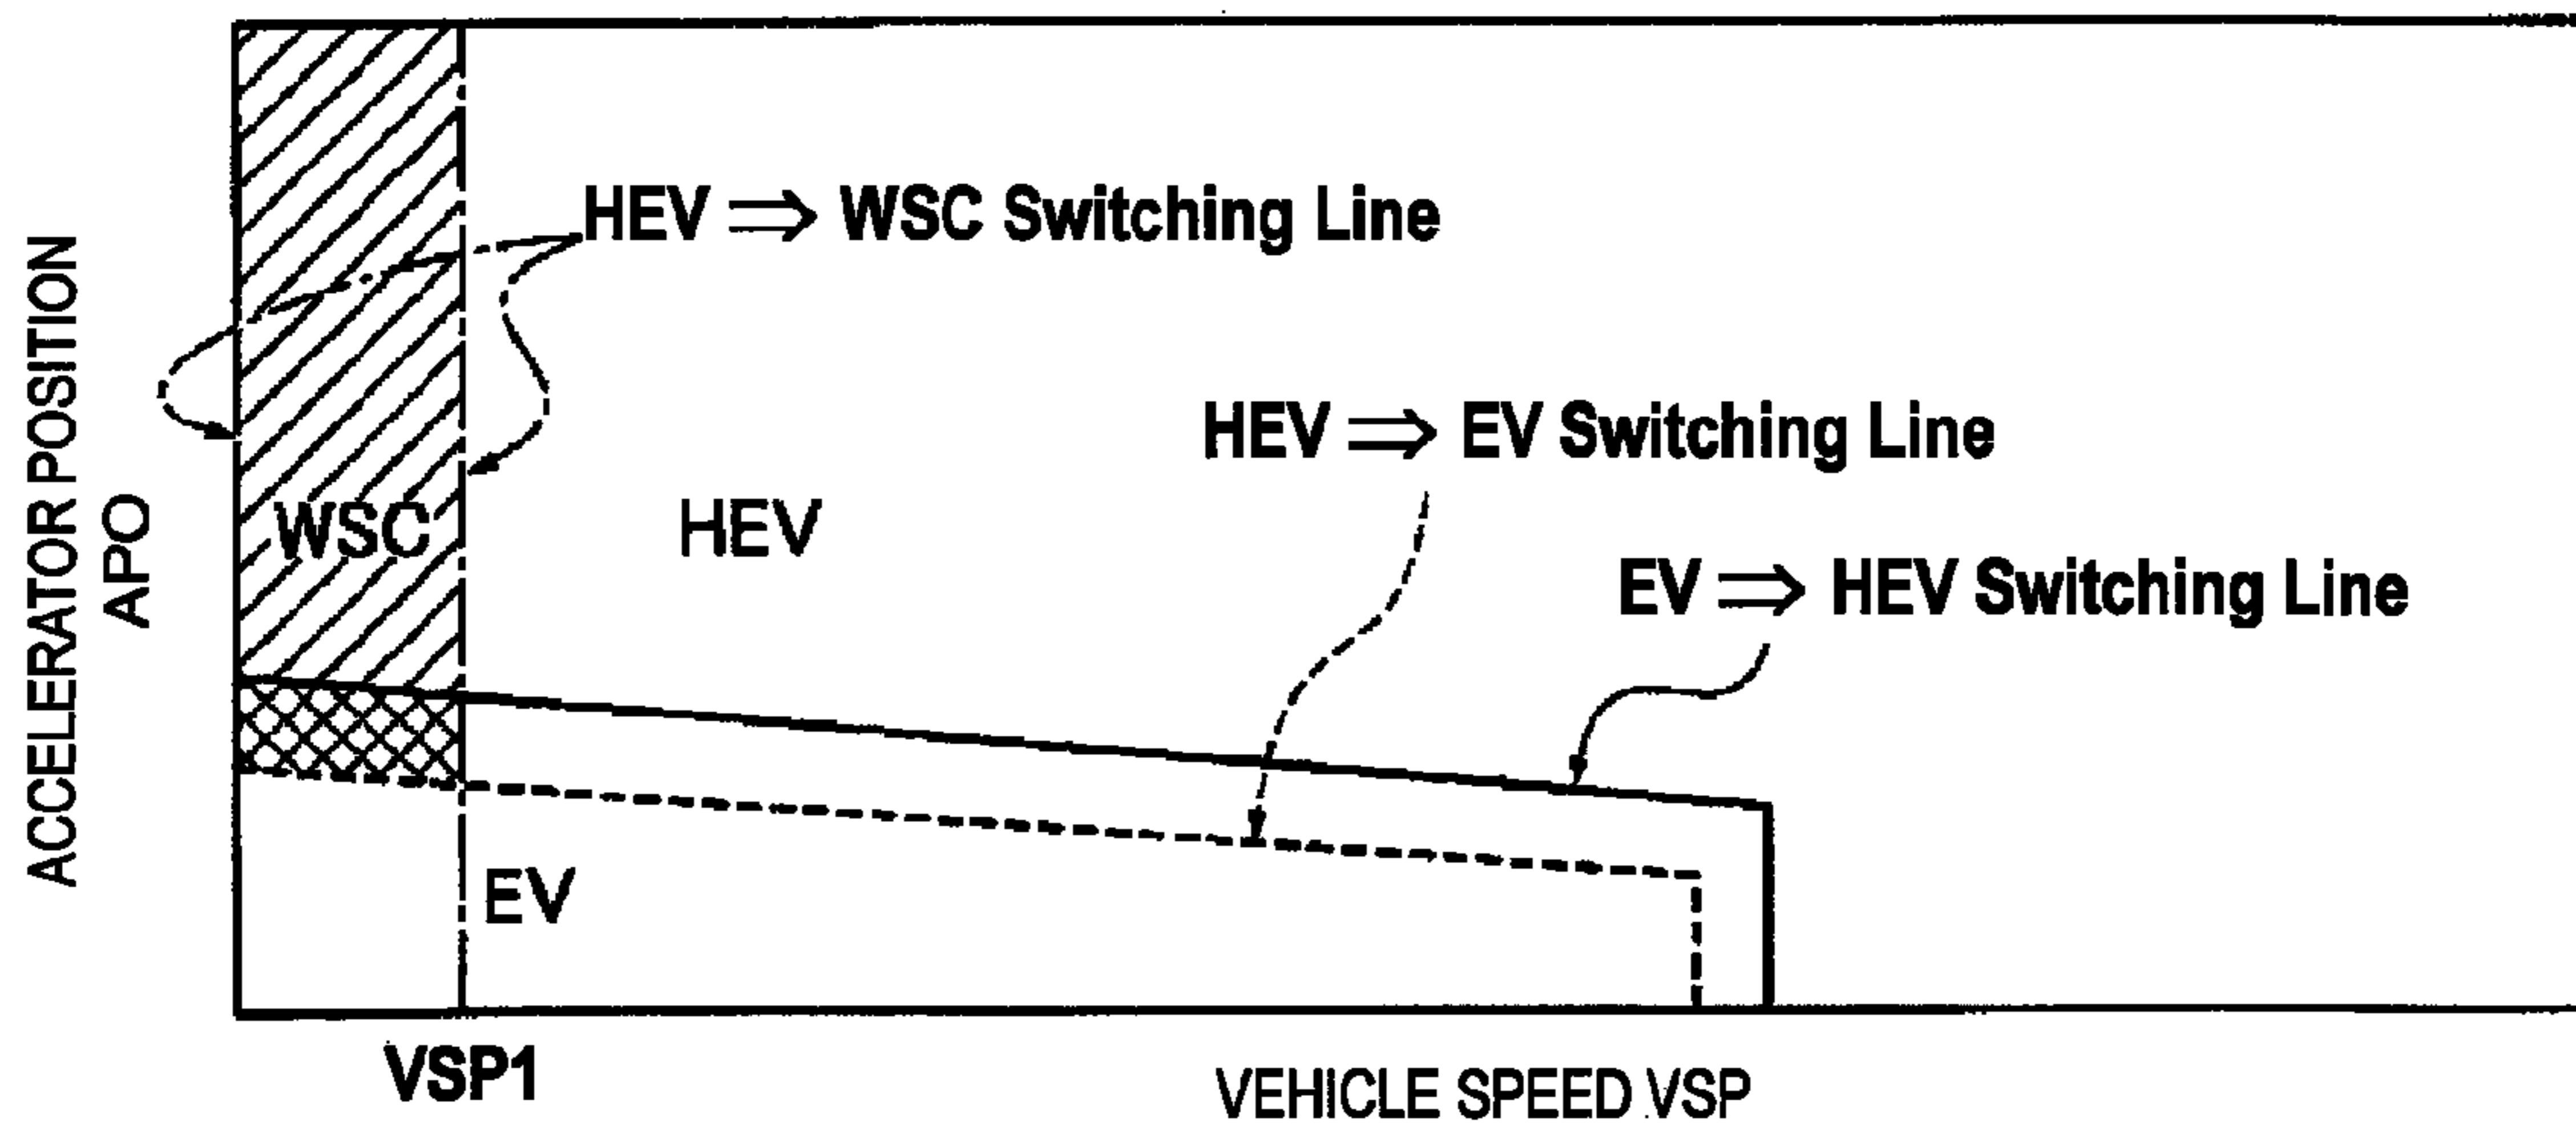 HEV ⇒ WSC Switching Line
HEV ⇒ EV Switching Line
EV ⇒ HEV Switching Line
WSC
HEV
EV
ACCELERATOR POSITION
APO
VSP1
VEHICLE SPEED VSP